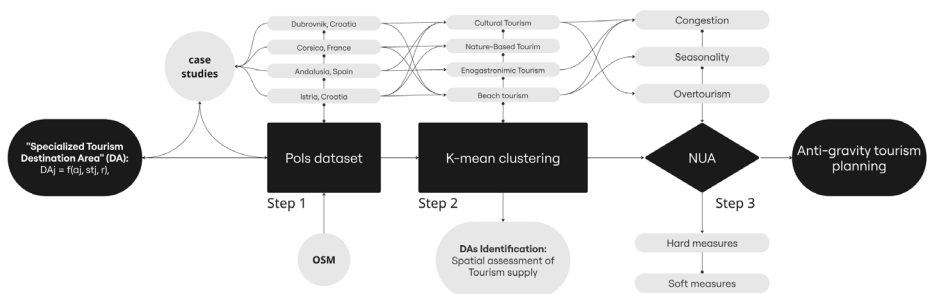 Dubrovnik, Croatia
Corsica, France
Andalusia, Spain
Istria, Croatia
Cultural Tourism
Nature-Based Tourim
Enogastronimic Tourism
Beach tourism
Congestion
Seasonality
Overtourism
case
studies
"Specialized Tourism
Destination Area" (DA):
DAj = f(aj, stj, r),
PoIs dataset
K-mean clustering
NUA
Anti-gravity tourism
planning
Step 1
Step 2
Step 3
OSM
DAs Identification:
Spatial assessment of
Tourism supply
Hard measures
Soft measures